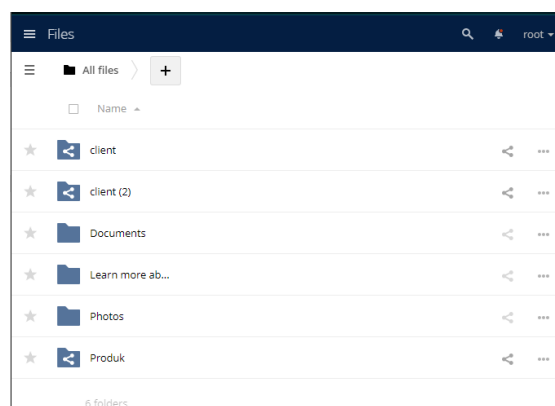 Files
root
All files
+
Name
client
client (2)
Documents
Learn more ab...
Photos
Produk
6 folders